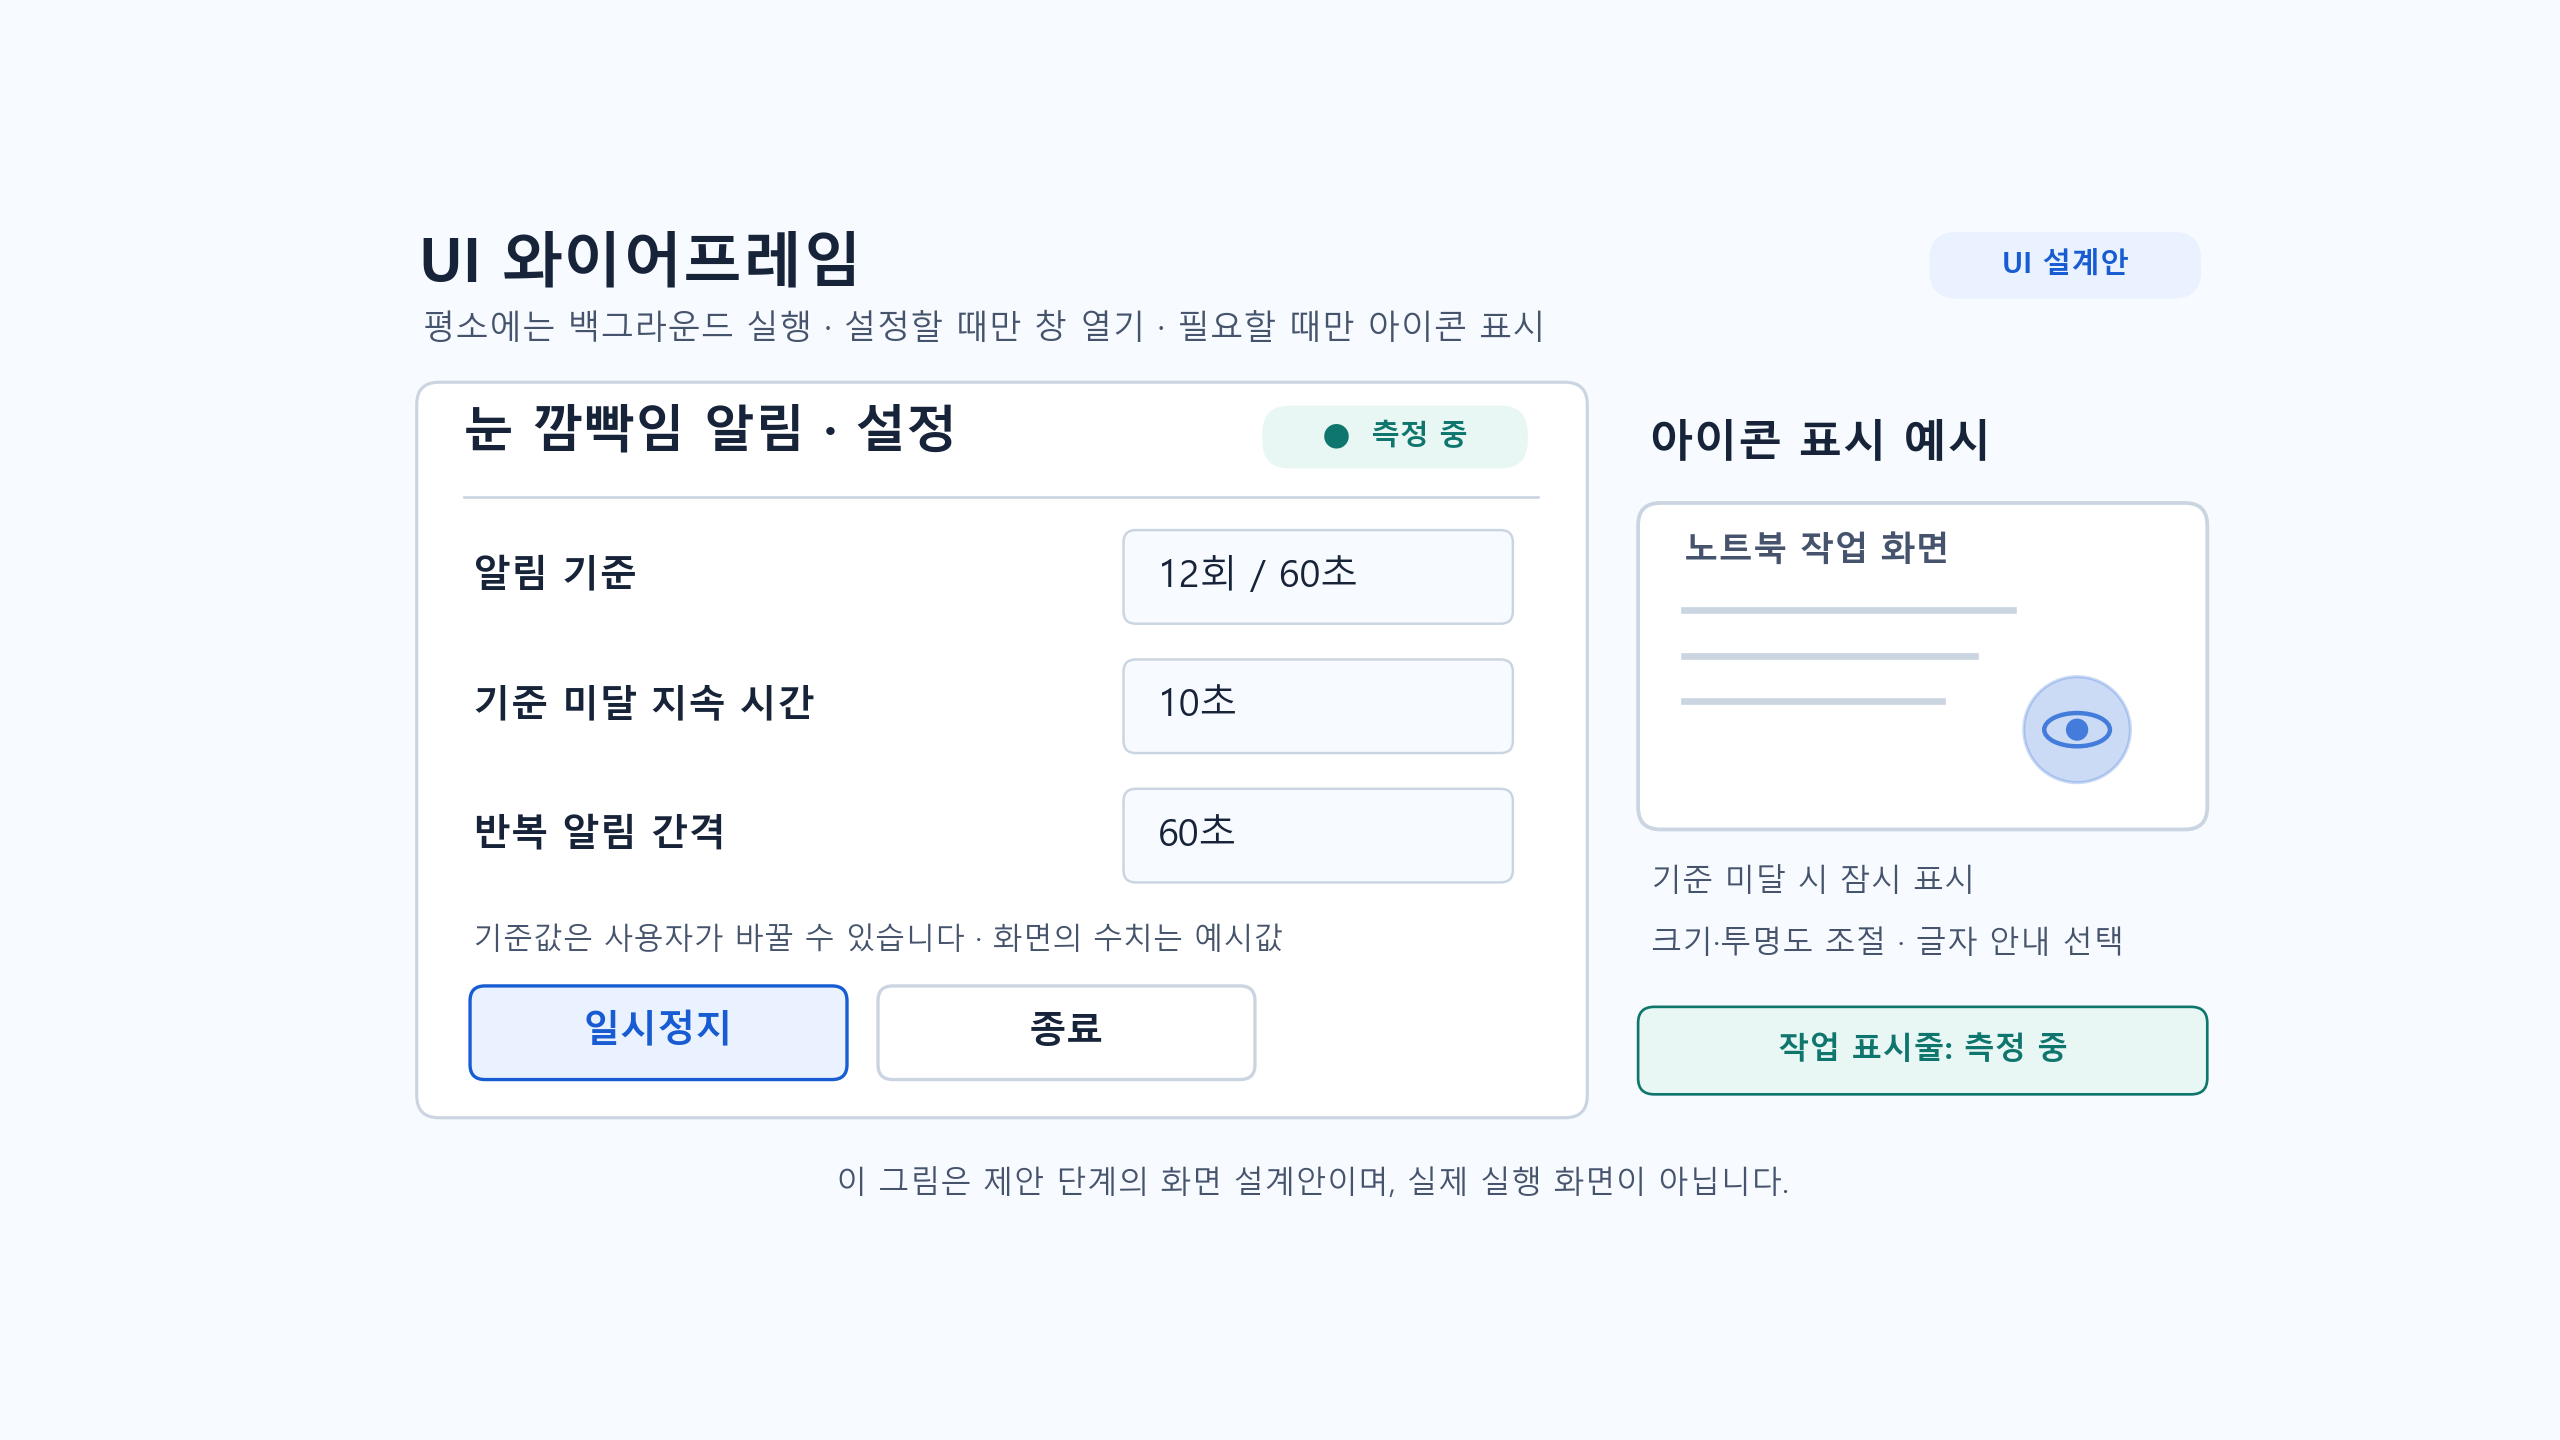 UI 와이어프레임
UI 설계안
평소에는 백그라운드 실행 · 설정할 때만 창 열기 · 필요할 때만 아이콘 표시
눈 깜빡임 알림 · 설정
측정 중
알림 기준
12회 / 60초
기준 미달 지속 시간
10초
반복 알림 간격
60초
기준값은 사용자가 바꿀 수 있습니다 · 화면의 수치는 예시값
일시정지
종료
아이콘 표시 예시
노트북 작업 화면
기준 미달 시 잠시 표시
크기·투명도 조절 · 글자 안내 선택
작업 표시줄: 측정 중
이 그림은 제안 단계의 화면 설계안이며, 실제 실행 화면이 아닙니다.